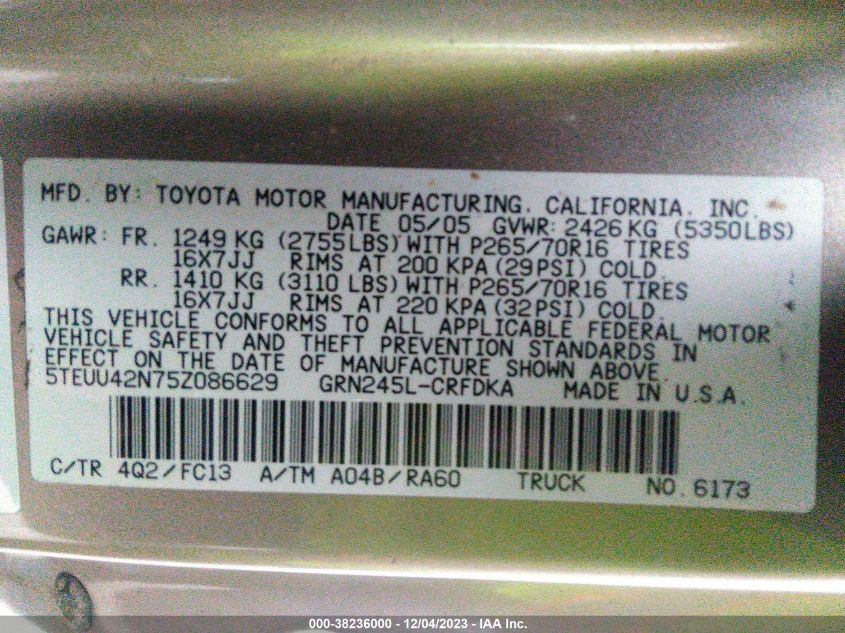 MFD. BY: TOYOTA MOTOR MANUFACTURING, CALIFORNIA, INC.
DATE 05/05 GVWR: 2426 KG (5350LBS)
GAWR: FR. 1249 KG (2755LBS) WITH P265/70R16 TIRES
16X7JJ RIMS AT 200 KPA (29PSI) COLD.
RR. 1410 KG (3110 LBS) WITH P265/70R16 TIRES
16X7JJ RIMS AT 220 KPA (32PSI) COLD.
THIS VEHICLE CONFORMS TO ALL APPLICABLE FEDERAL MOTOR
VEHICLE SAFETY AND THEFT PREVENTION STANDARDS IN
EFFECT ON THE DATE OF MANUFACTURE SHOWN ABOVE.
5TEUU42N75Z086629 GRN245L-CRFDKA MADE IN U.S.A.
C/TR 4Q2/FC13 A/TM A04B/RA60 TRUCK NO. 6173
000-38236000 - 12/04/2023 - IAA Inc.